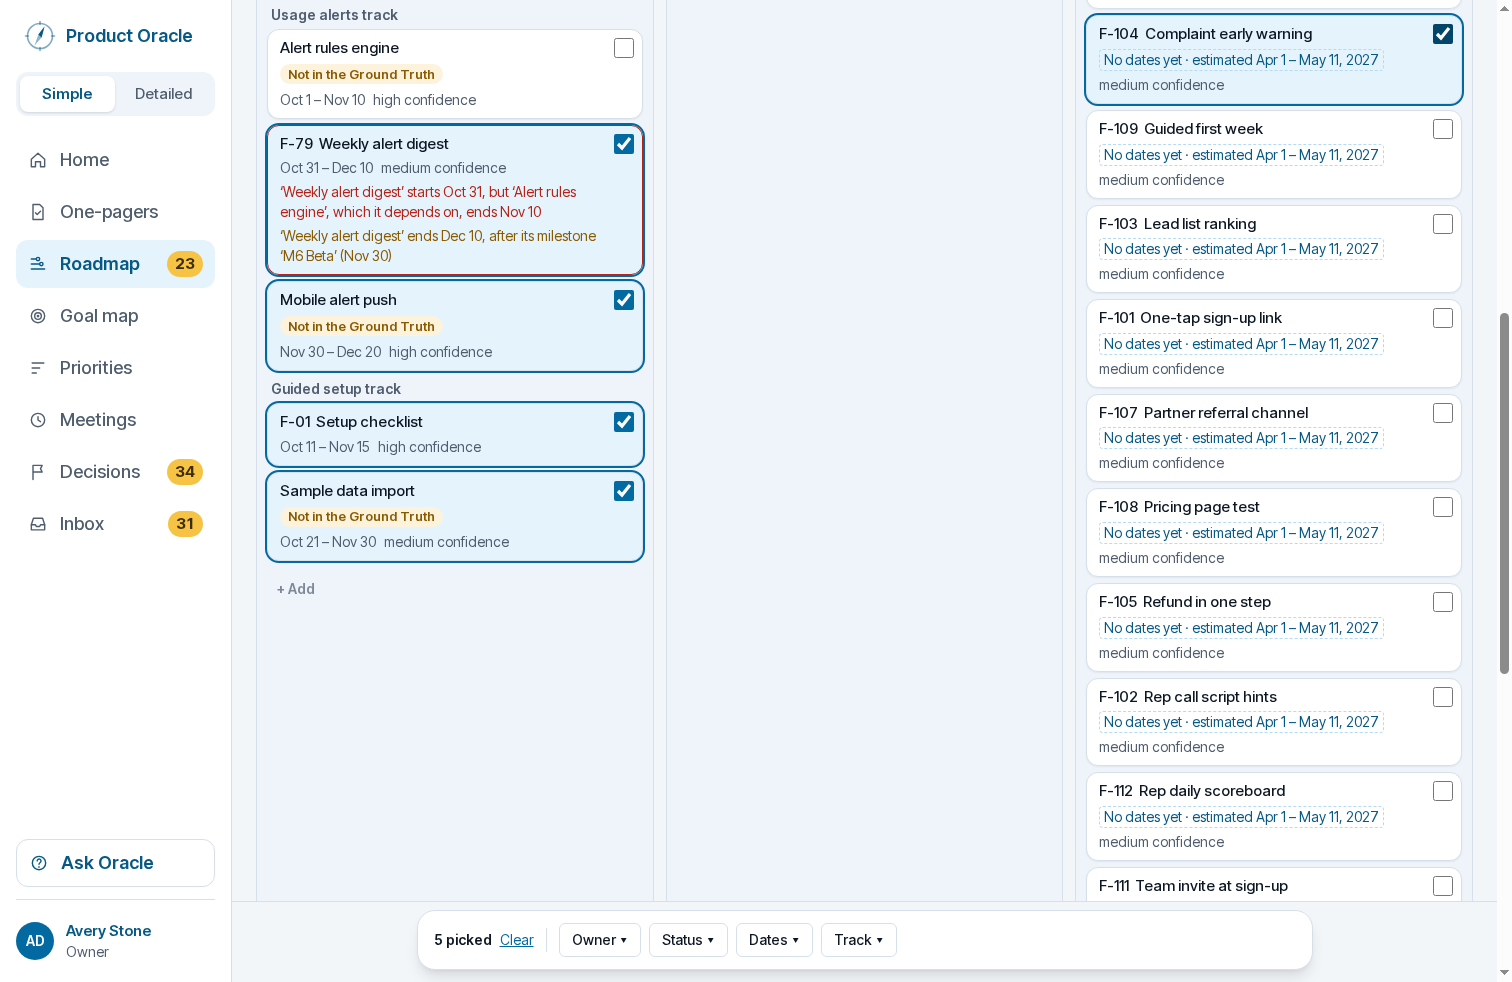 Product Oracle
Simple
Detailed
Home
One-pagers
Roadmap 23
Goal map
Priorities
Meetings
Decisions 34
Inbox 31
Ask Oracle
AD
Avery Stone
Owner
Usage alerts track
Alert rules engine
Not in the Ground Truth
Oct 1 – Nov 10 high confidence
F-79 Weekly alert digest
Oct 31 – Dec 10 medium confidence
‘Weekly alert digest’ starts Oct 31, but ‘Alert rules
engine’, which it depends on, ends Nov 10
‘Weekly alert digest’ ends Dec 10, after its milestone
‘M6 Beta’ (Nov 30)
Mobile alert push
Not in the Ground Truth
Nov 30 – Dec 20 high confidence
Guided setup track
F-01 Setup checklist
Oct 11 – Nov 15 high confidence
Sample data import
Not in the Ground Truth
Oct 21 – Nov 30 medium confidence
+ Add
F-104 Complaint early warning
No dates yet · estimated Apr 1 – May 11, 2027
medium confidence
F-109 Guided first week
No dates yet · estimated Apr 1 – May 11, 2027
medium confidence
F-103 Lead list ranking
No dates yet · estimated Apr 1 – May 11, 2027
medium confidence
F-101 One-tap sign-up link
No dates yet · estimated Apr 1 – May 11, 2027
medium confidence
F-107 Partner referral channel
No dates yet · estimated Apr 1 – May 11, 2027
medium confidence
F-108 Pricing page test
No dates yet · estimated Apr 1 – May 11, 2027
medium confidence
F-105 Refund in one step
No dates yet · estimated Apr 1 – May 11, 2027
medium confidence
F-102 Rep call script hints
No dates yet · estimated Apr 1 – May 11, 2027
medium confidence
F-112 Rep daily scoreboard
No dates yet · estimated Apr 1 – May 11, 2027
medium confidence
F-111 Team invite at sign-up
5 picked Clear Owner ▾ Status ▾ Dates ▾ Track ▾